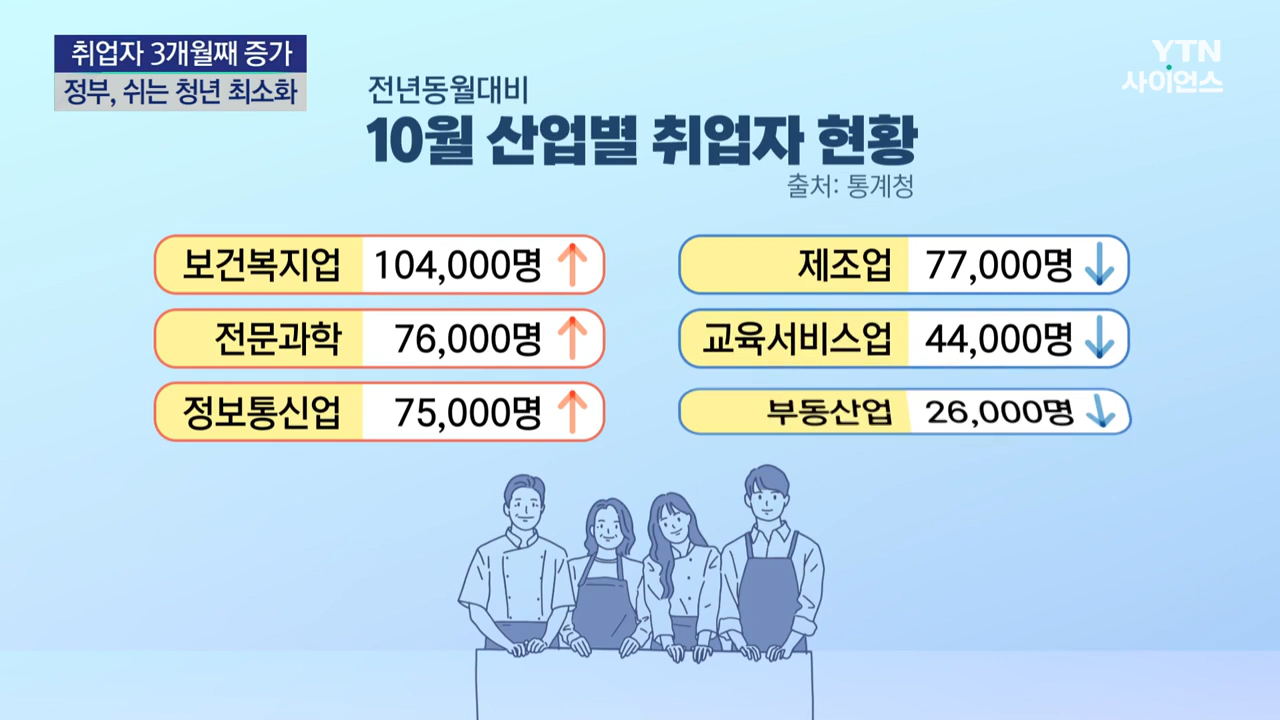 취업자 3개월째 증가
정부, 쉬는 청년 최소화
YTN
사이언스
전년동월대비
10월 산업별 취업자 현황
출처: 통계청
보건복지업 104,000명 ↑
전문과학 76,000명 ↑
정보통신업 75,000명 ↑
제조업 77,000명 ↓
교육서비스업 44,000명 ↓
부동산업 26,000명 ↓